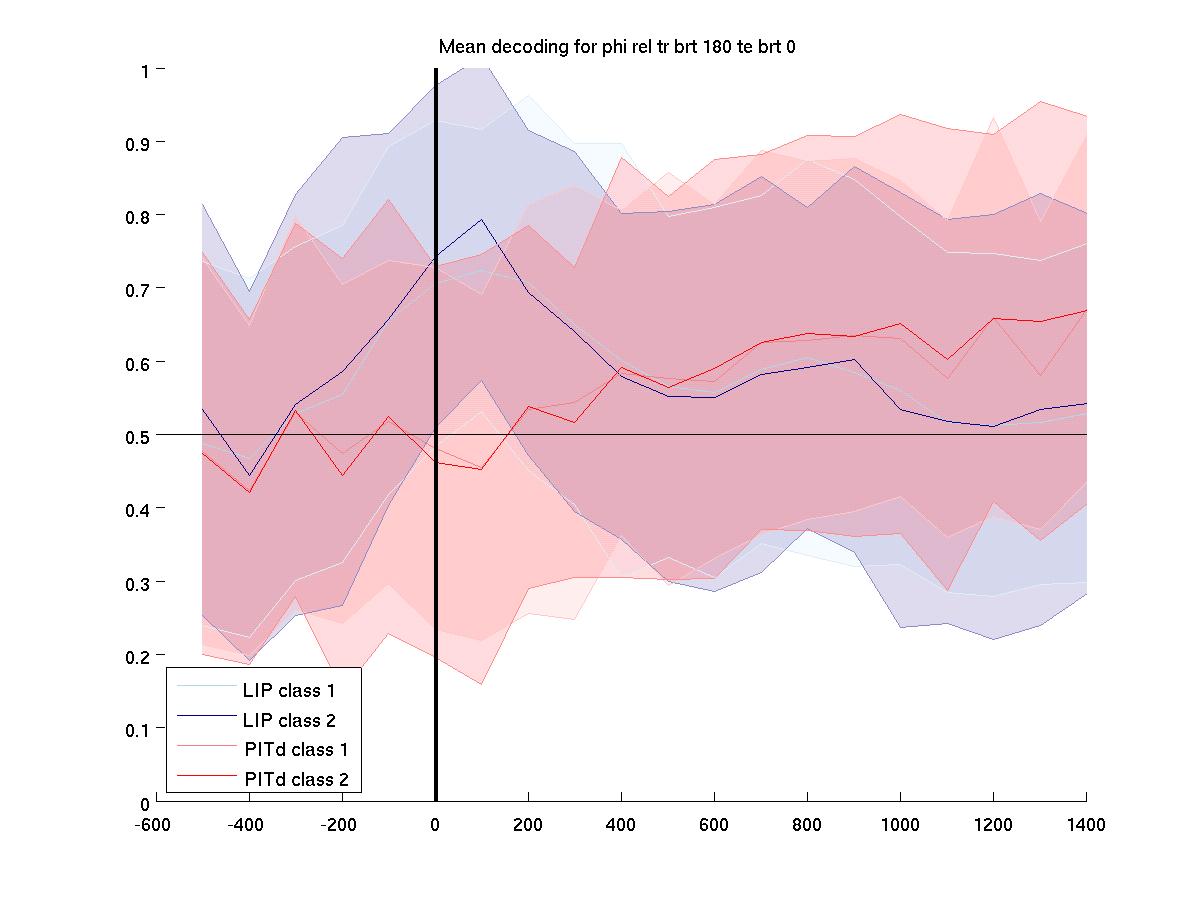 Mean decoding for phi rel tr brt 180 te brt 0
1
0.9
0.8
0.7
0.6
0.5
0.4
0.3
0.2
0.1
0
LIP class 1
LIP class 2
PITd class 1
PITd class 2
-600 -400 -200 0 200 400 600 800 1000 1200 1400